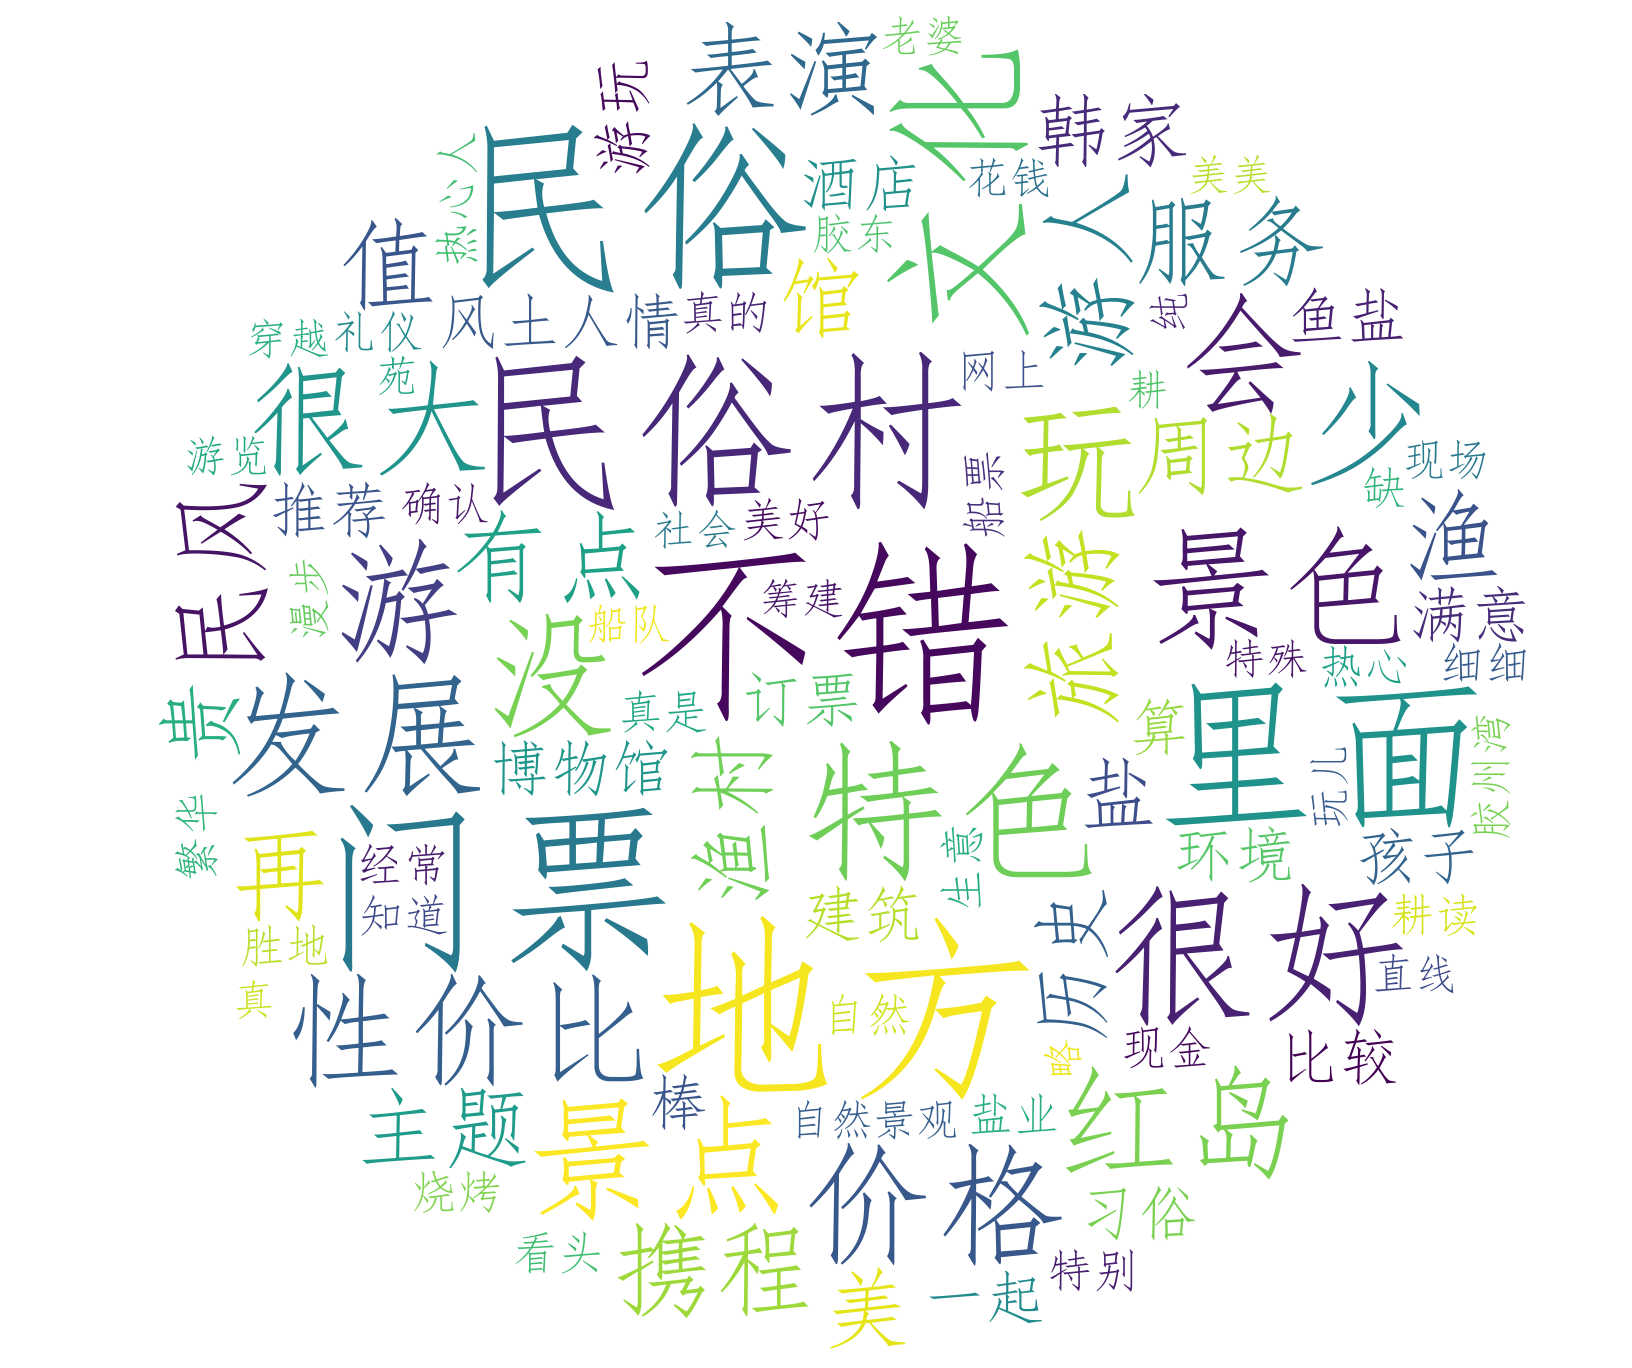 老婆
表演
文化
游玩
韩家
民俗
热心人
酒店
花钱
美美
胶东
游人
服务
值
馆
风土人情
真的
纯
会
鱼盐
穿越
礼仪
苑
很大
民俗村
网上
耕
少
玩
周边
游览
现场
船票
缺
民风
推荐
确认
有点
社会
美好
渔
景色
游
不错
旅游
漫步
船队
筹建
满意
没
特殊
热心
细细
发展
真是
订票
算
里面
贵
博物馆
渔村
特色
盐
玩儿
胶州湾
繁华
门票
生意
环境
孩子
再
经常
知道
建筑
历史
很好
耕读
胜地
地方
直线
真
性价比
自然
略
现金
比较
主题
景点
棒
自然景观
盐业
红岛
烧烤
价格
习俗
看头
携程
美
一起
特别